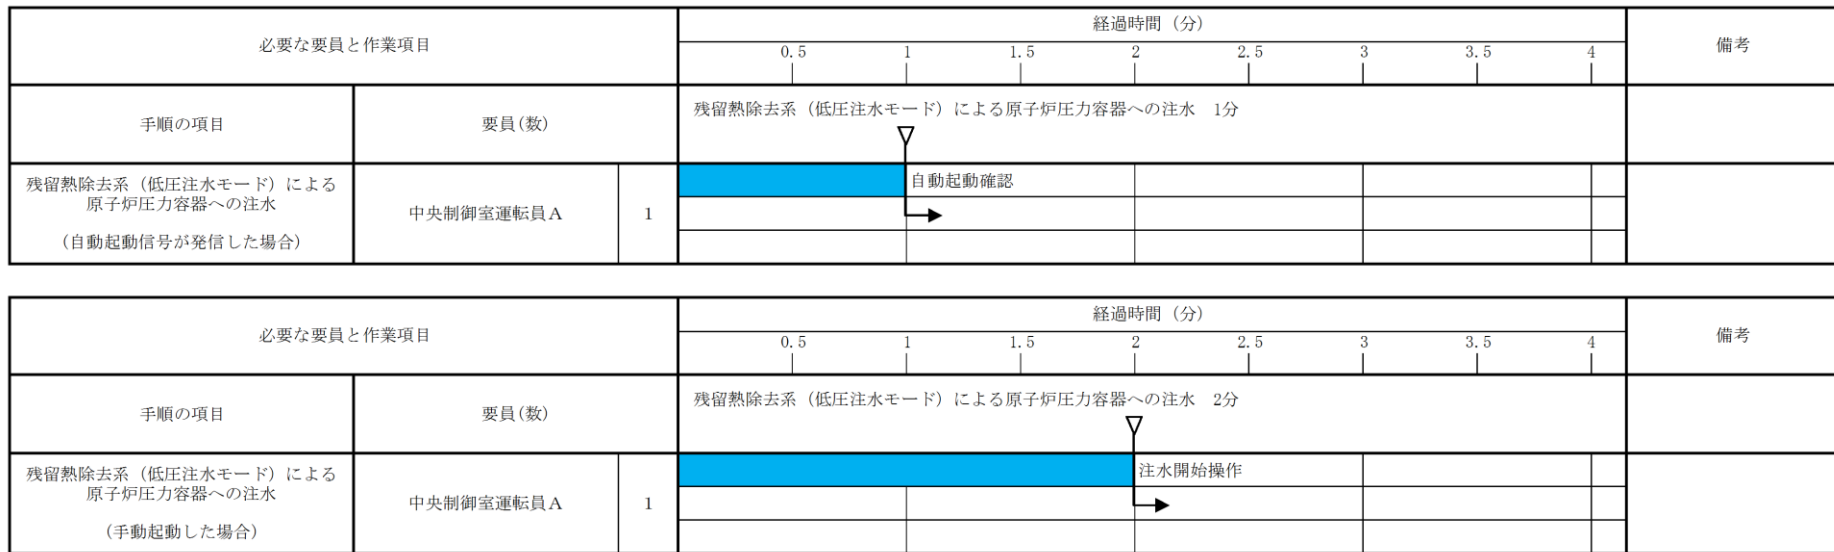 必要な要員と作業項目
経過時間（分）
備考
0.5 1 1.5 2 2.5 3 3.5 4
手順の項目
要員(数)
残留熱除去系（低圧注水モード）による原子炉圧力容器への注水　1分
残留熱除去系（低圧注水モード）による
原子炉圧力容器への注水
（自動起動信号が発信した場合）
中央制御室運転員A
1
自動起動確認
必要な要員と作業項目
経過時間（分）
備考
0.5 1 1.5 2 2.5 3 3.5 4
手順の項目
要員(数)
残留熱除去系（低圧注水モード）による原子炉圧力容器への注水　2分
残留熱除去系（低圧注水モード）による
原子炉圧力容器への注水
（手動起動した場合）
中央制御室運転員A
1
注水開始操作